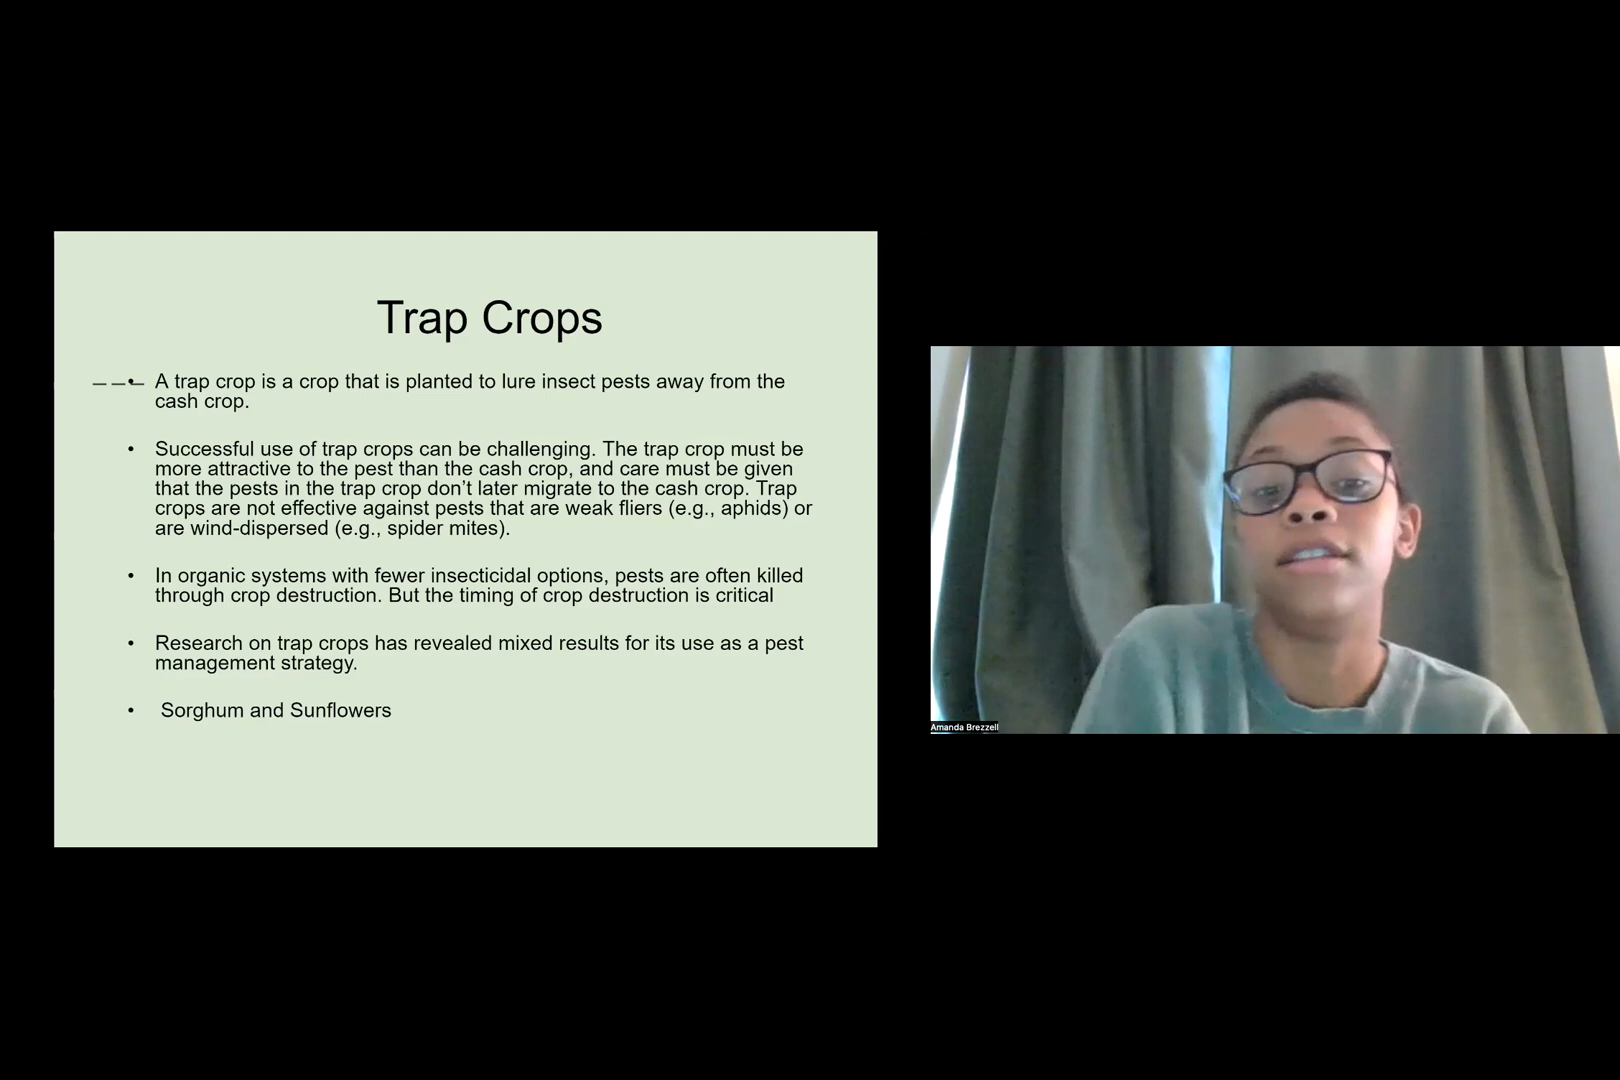 Trap Crops
• A trap crop is a crop that is planted to lure insect pests away from the
cash crop.
• Successful use of trap crops can be challenging. The trap crop must be
more attractive to the pest than the cash crop, and care must be given
that the pests in the trap crop don’t later migrate to the cash crop. Trap
crops are not effective against pests that are weak fliers (e.g., aphids) or
are wind-dispersed (e.g., spider mites).
• In organic systems with fewer insecticidal options, pests are often killed
through crop destruction. But the timing of crop destruction is critical
• Research on trap crops has revealed mixed results for its use as a pest
management strategy.
• Sorghum and Sunflowers
Amanda Brezzell